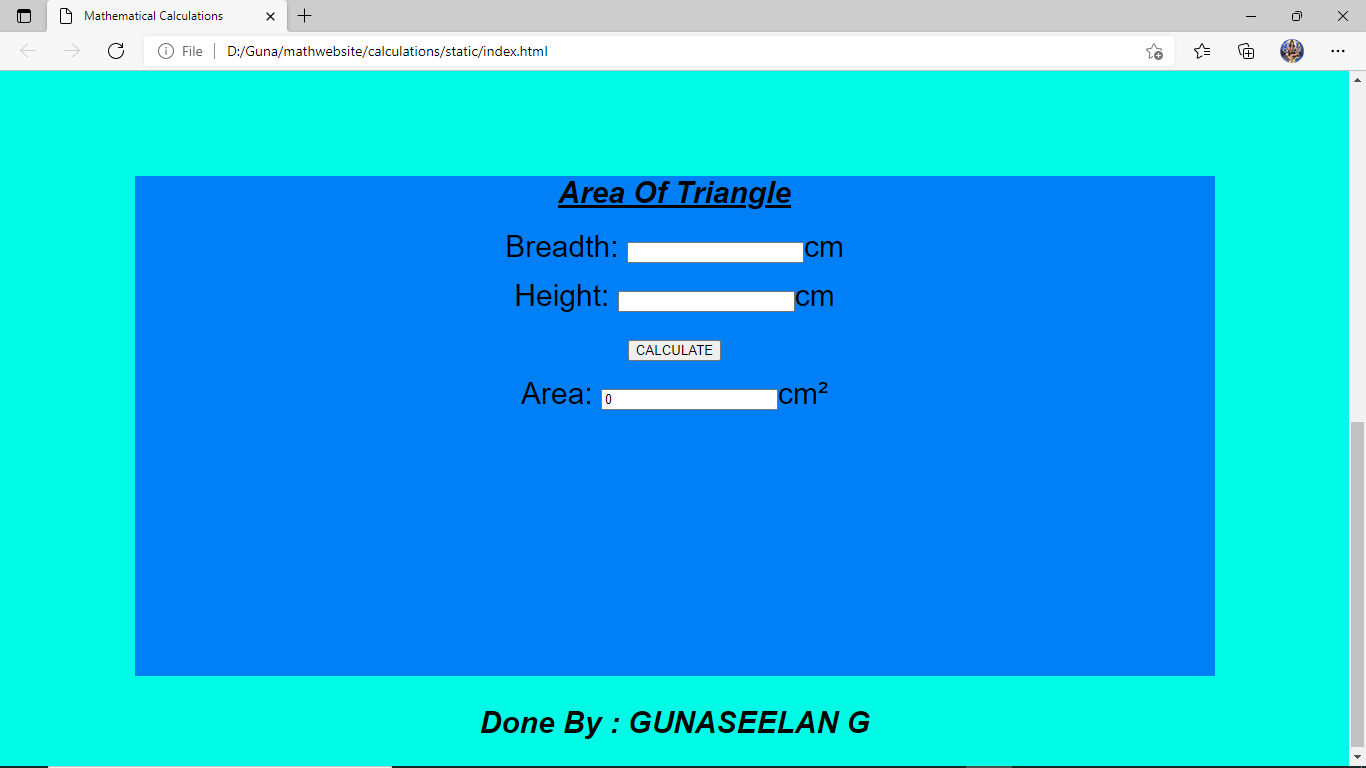 Mathematical Calculations
File D:/Guna/mathwebsite/calculations/static/index.html
Area Of Triangle
Breadth: cm
Height: cm
CALCULATE
Area: 0 cm²
Done By : GUNASEELAN G